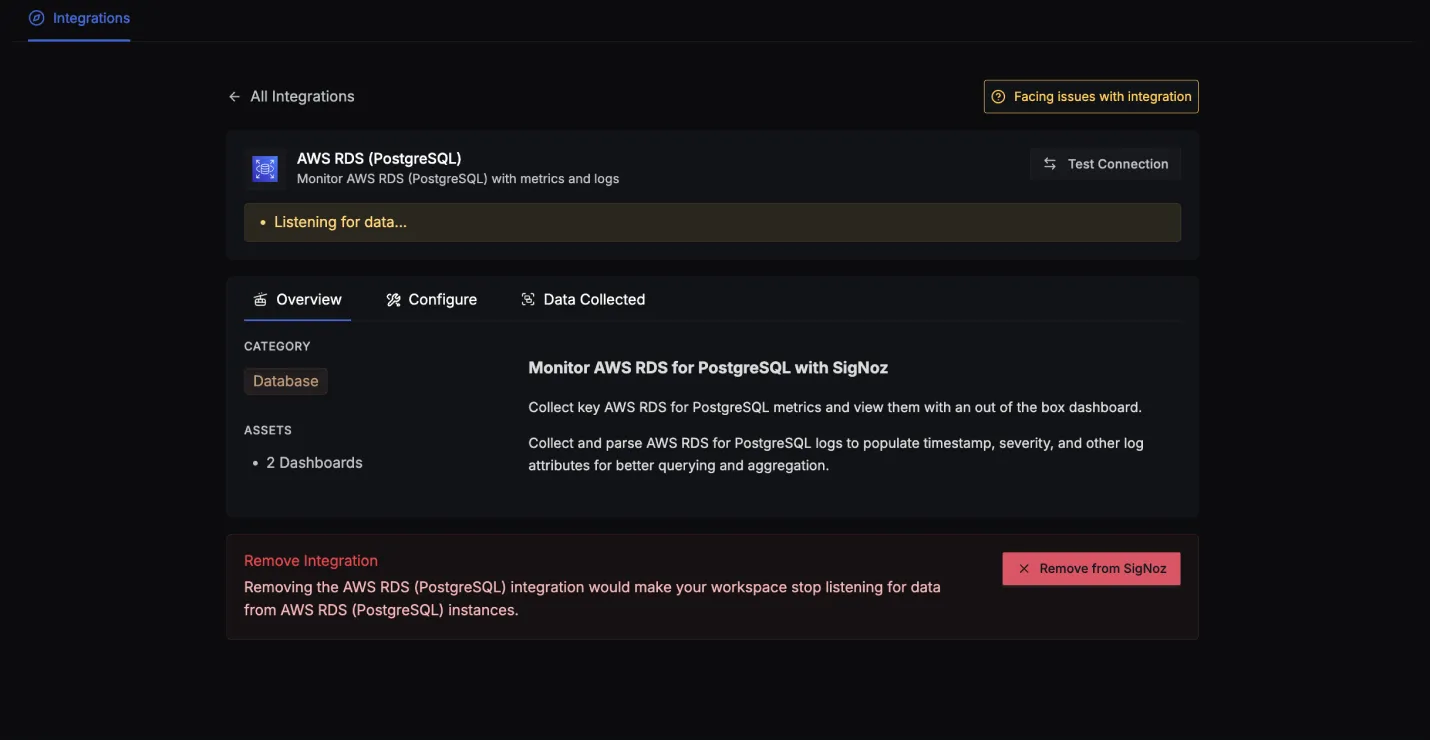 Integrations
All Integrations
Facing issues with integration
AWS RDS (PostgreSQL)
Monitor AWS RDS (PostgreSQL) with metrics and logs
Test Connection
• Listening for data...
Overview
Configure
Data Collected
CATEGORY
Database
ASSETS
• 2 Dashboards
Monitor AWS RDS for PostgreSQL with SigNoz
Collect key AWS RDS for PostgreSQL metrics and view them with an out of the box dashboard.
Collect and parse AWS RDS for PostgreSQL logs to populate timestamp, severity, and other log
attributes for better querying and aggregation.
Remove Integration
Removing the AWS RDS (PostgreSQL) integration would make your workspace stop listening for data
from AWS RDS (PostgreSQL) instances.
Remove from SigNoz